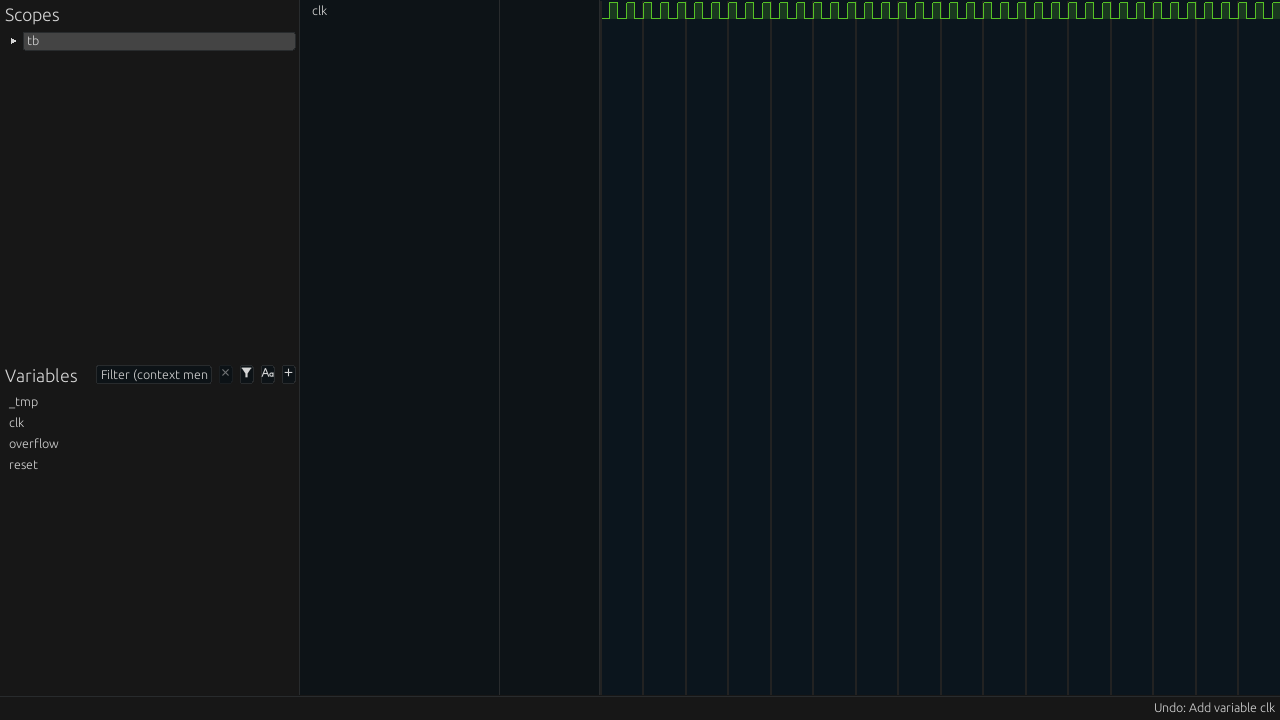 Scopes
tb
clk
Variables
Filter (context men
× Aa +
_tmp
clk
overflow
reset
Undo: Add variable clk